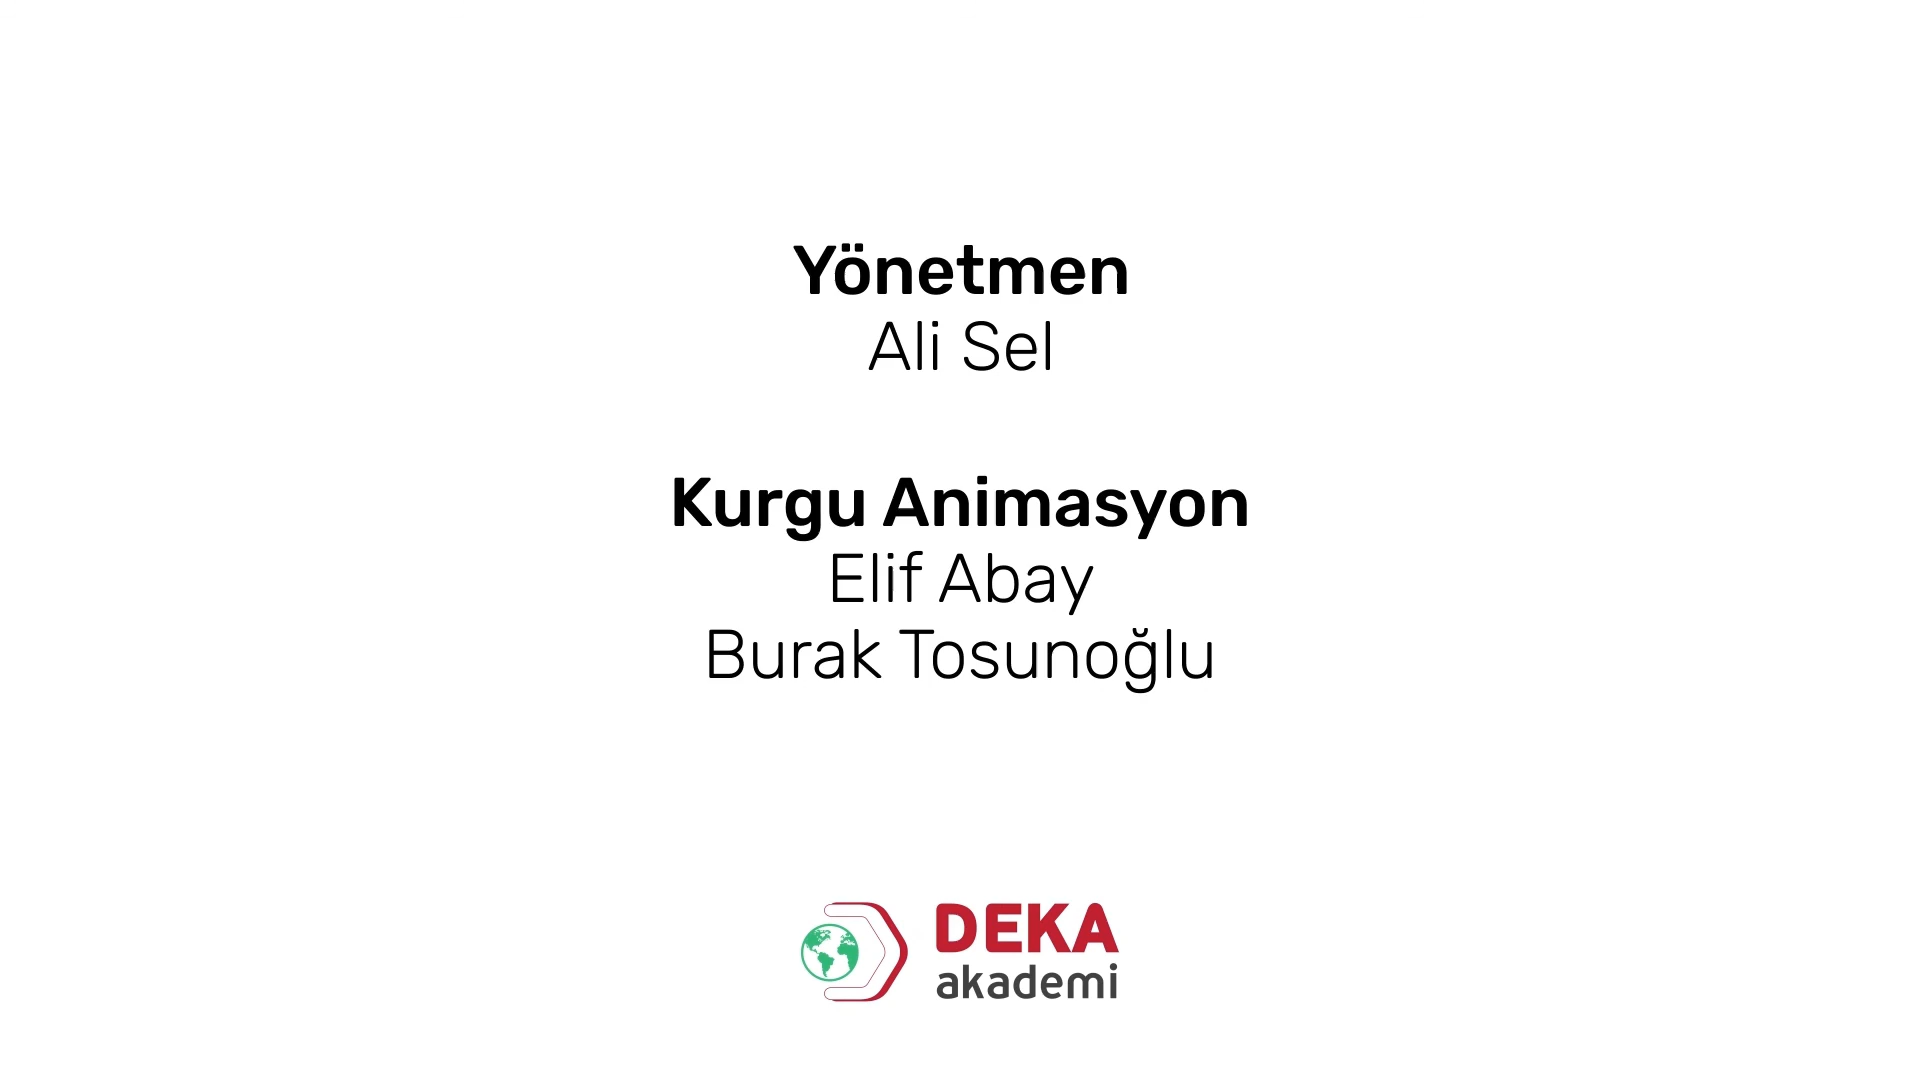 Yönetmen
Ali Sel
Kurgu Animasyon
Elif Abay
Burak Tosunoğlu
DEKA
akademi